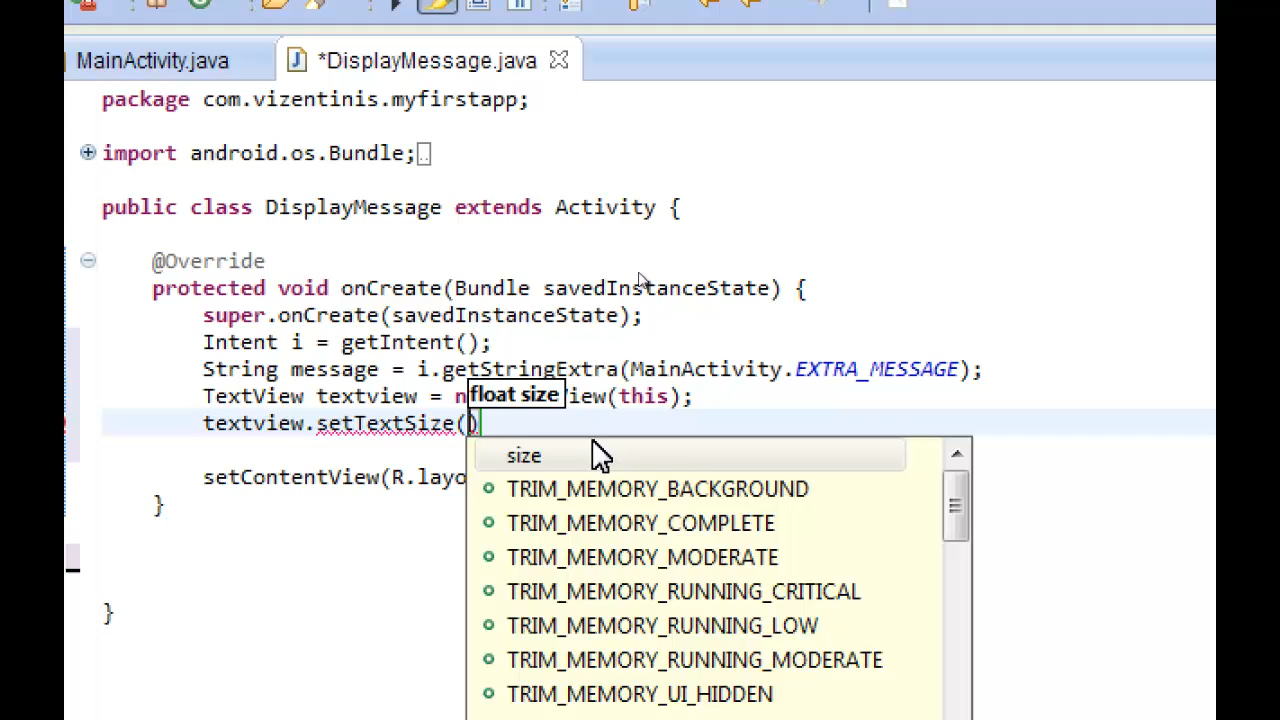 MainActivity.java
*DisplayMessage.java
package com.vizentinis.myfirstapp;
import android.os.Bundle;
public class DisplayMessage extends Activity {
@Override
protected void onCreate(Bundle savedInstanceState) {
super.onCreate(savedInstanceState);
Intent i = getIntent();
String message = i.getStringExtra(MainActivity.EXTRA_MESSAGE);
TextView textview = n iew(this);
float size
textview.setTextSize()
size
setContentView(R.layo
TRIM_MEMORY_BACKGROUND
}
TRIM_MEMORY_COMPLETE
TRIM_MEMORY_MODERATE
TRIM_MEMORY_RUNNING_CRITICAL
}
TRIM_MEMORY_RUNNING_LOW
TRIM_MEMORY_RUNNING_MODERATE
TRIM_MEMORY_UI_HIDDEN